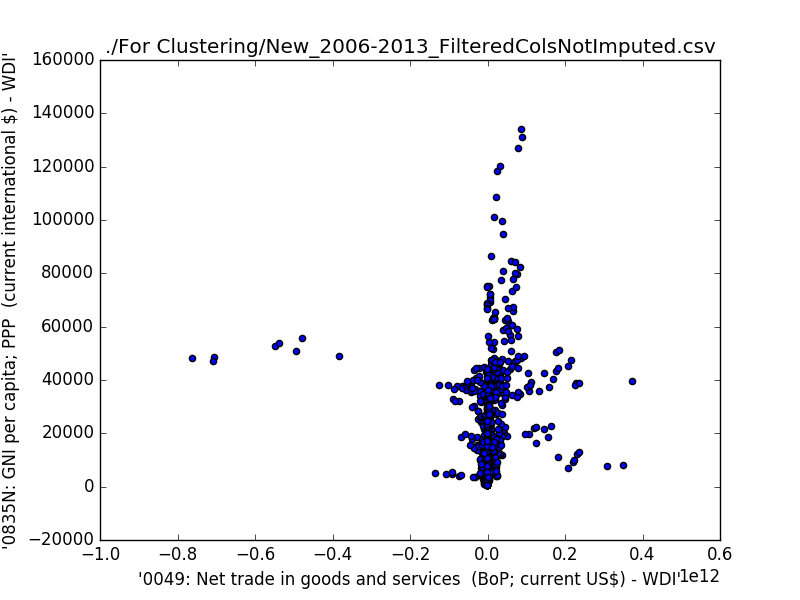 ./For Clustering/New_2006-2013_FilteredColsNotImputed.csv
160000
140000
120000
100000
80000
60000
40000
20000
0
−20000
'0835N: GNI per capita; PPP  (current international $) - WDI'
−1.0 −0.8 −0.6 −0.4 −0.2 0.0 0.2 0.4 0.6
1e12
'0049: Net trade in goods and services  (BoP; current US$) - WDI'